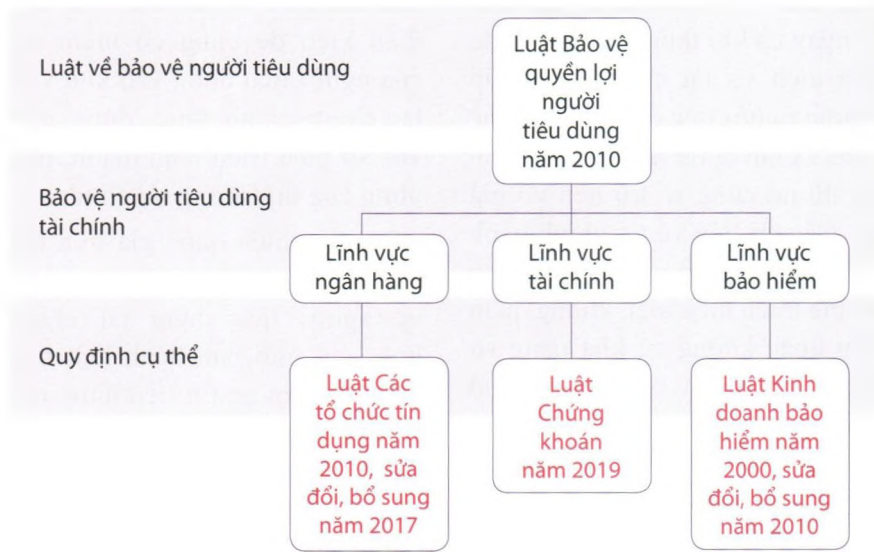 Luật về bảo vệ người tiêu dùng
Luật Bảo vệ
quyền lợi
người
tiêu dùng
năm 2010
Bảo vệ người tiêu dùng
tài chính
Lĩnh vực
ngân hàng
Lĩnh vực
tài chính
Lĩnh vực
bảo hiểm
Quy định cụ thể
Luật Các
tổ chức tín
dụng năm
2010, sửa
đổi, bổ sung
năm 2017
Luật
Chứng
khoán
năm 2019
Luật Kinh
doanh bảo
hiểm năm
2000, sửa
đổi, bổ sung
năm 2010